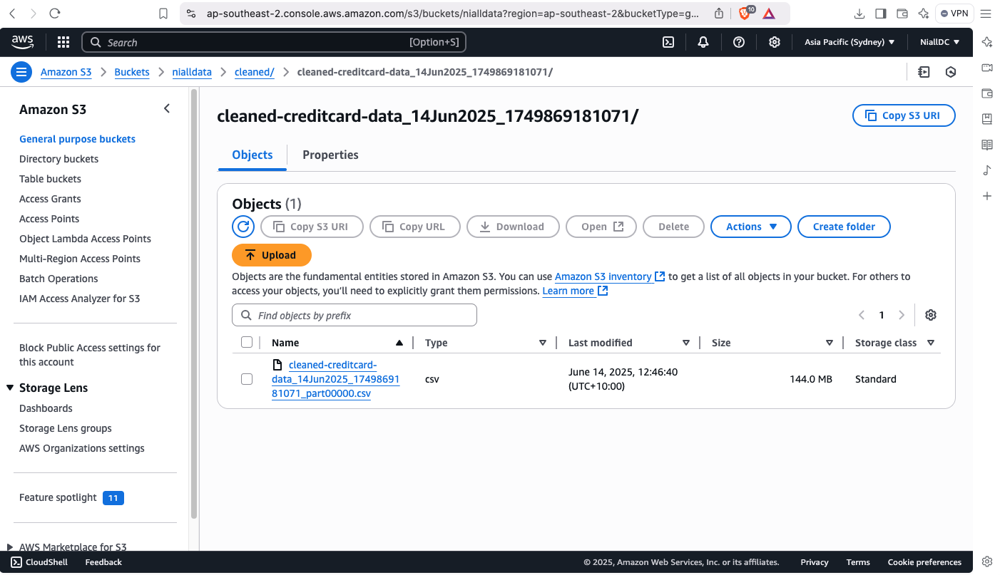 ap-southeast-2.console.aws.amazon.com/s3/buckets/nialldata?region=ap-southeast-2&bucketType=g...
10
VPN
aws
Search
[Option+S]
Asia Pacific (Sydney)
NiallDC
Amazon S3
Buckets
nialldata
cleaned/
cleaned-creditcard-data_14Jun2025_1749869181071/
Amazon S3
General purpose buckets
Directory buckets
Table buckets
Access Grants
Access Points
Object Lambda Access Points
Multi-Region Access Points
Batch Operations
IAM Access Analyzer for S3
Block Public Access settings for
this account
Storage Lens
Dashboards
Storage Lens groups
AWS Organizations settings
Feature spotlight 11
AWS Marketplace for S3
cleaned-creditcard-data_14Jun2025_1749869181071/
Copy S3 URI
Objects
Properties
Objects (1)
Copy S3 URI
Copy URL
Download
Open
Delete
Actions
Create folder
Upload
Objects are the fundamental entities stored in Amazon S3. You can use Amazon S3 inventory to get a list of all objects in your bucket. For others to
access your objects, you’ll need to explicitly grant them permissions. Learn more
Find objects by prefix
1
Name
Type
Last modified
Size
Storage class
cleaned-creditcard-
data_14Jun2025_17498691
81071_part00000.csv
csv
June 14, 2025, 12:46:40
(UTC+10:00)
144.0 MB
Standard
CloudShell
Feedback
© 2025, Amazon Web Services, Inc. or its affiliates.
Privacy
Terms
Cookie preferences